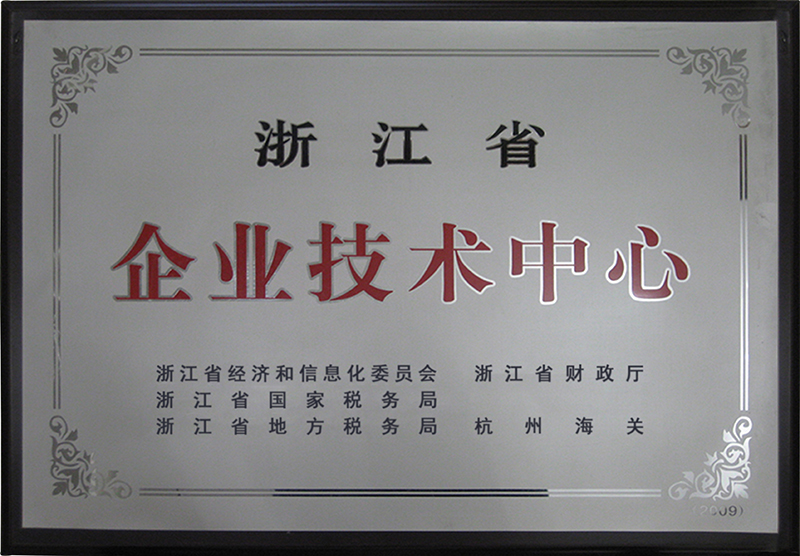 浙江省
企业技术中心
浙江省经济和信息化委员会 浙江省财政厅
浙江省国家税务局
浙江省地方税务局 杭州海关
(2009)